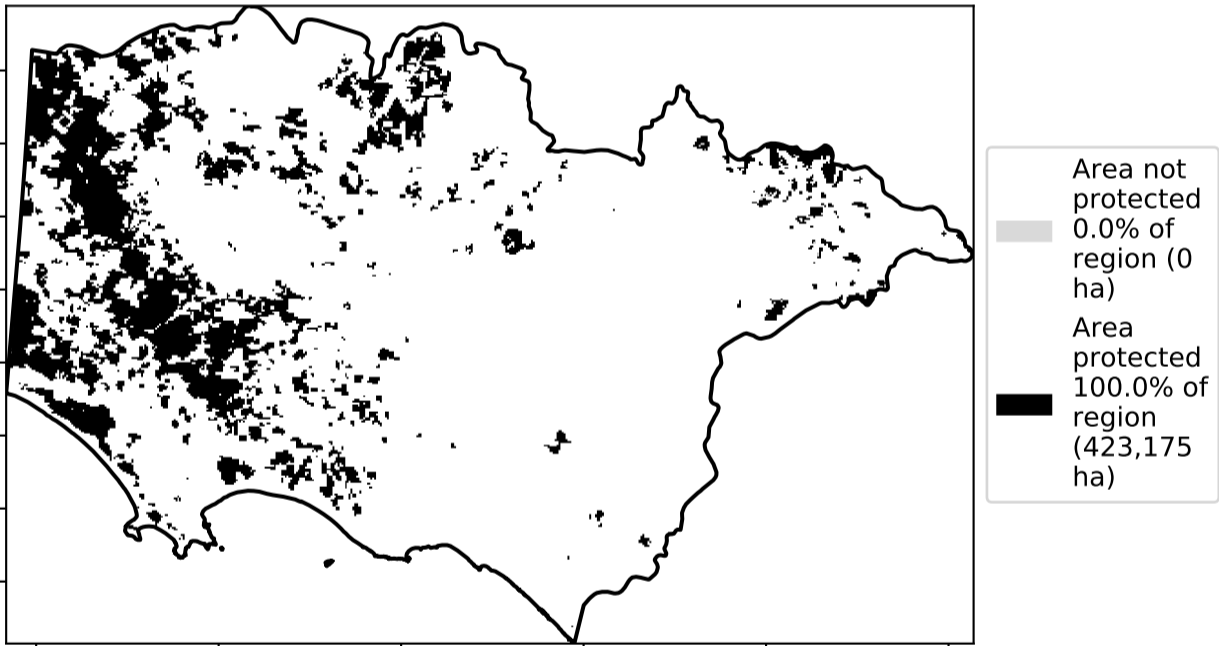 Area not
protected
0.0% of
region (0
ha)
Area
protected
100.0% of
region
(423,175
ha)